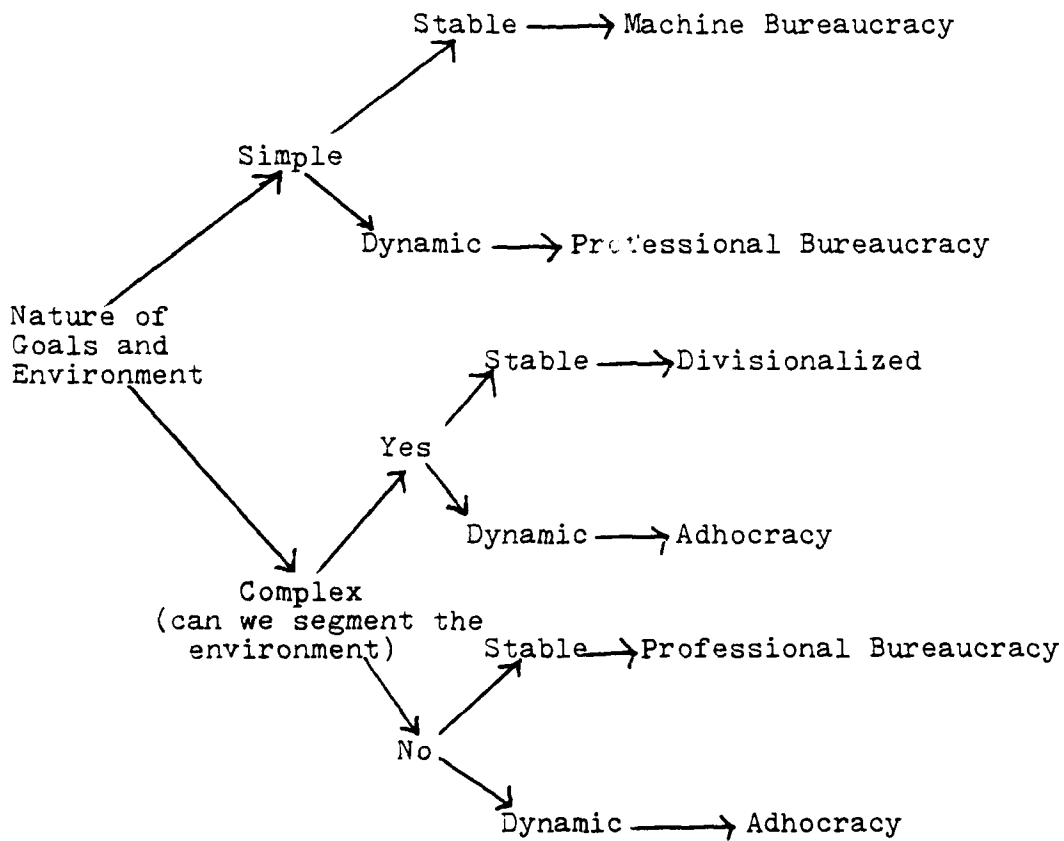 Stable → Machine Bureaucracy
Simple
Dynamic → Professional Bureaucracy
Nature of
Goals and
Environment
Stable → Divisionalized
Yes
Dynamic → Adhocracy
Complex
(can we segment the
environment)
Stable → Professional Bureaucracy
No
Dynamic → Adhocracy